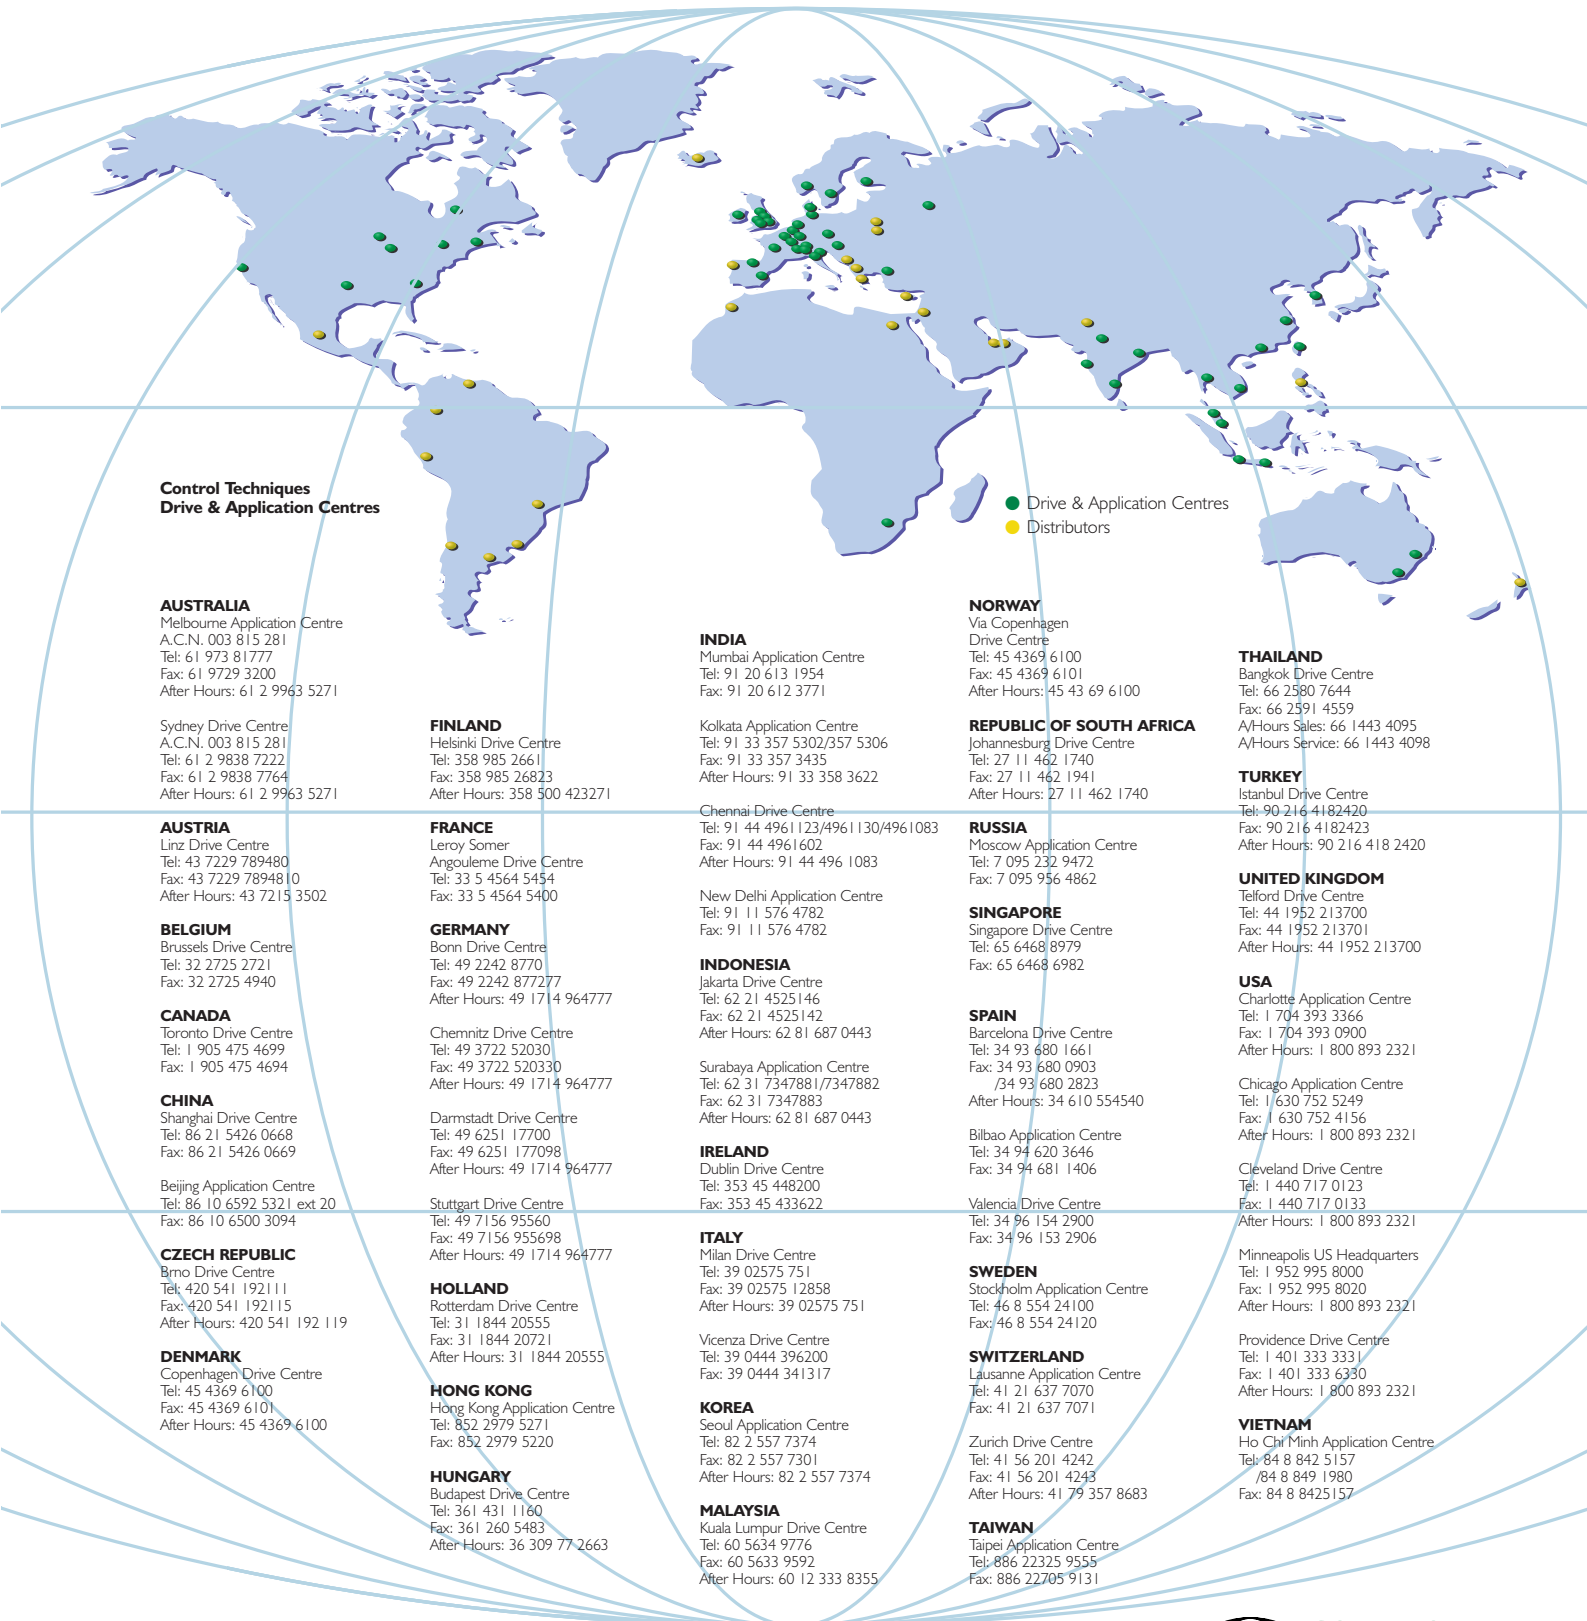 Control Techniques
Drive & Application Centres
Drive & Application Centres
Distributors
AUSTRALIA
Melbourne Application Centre
A.C.N. 003 815 281
Tel: 61 973 81777
Fax: 61 9729 3200
After Hours: 61 2 9963 5271
Sydney Drive Centre
A.C.N. 003 815 281
Tel: 61 2 9838 7222
Fax: 61 2 9838 7764
After Hours: 61 2 9963 5271
AUSTRIA
Linz Drive Centre
Tel: 43 7229 789480
Fax: 43 7229 7894810
After Hours: 43 7215 3502
BELGIUM
Brussels Drive Centre
Tel: 32 2725 2721
Fax: 32 2725 4940
CANADA
Toronto Drive Centre
Tel: 1 905 475 4699
Fax: 1 905 475 4694
CHINA
Shanghai Drive Centre
Tel: 86 21 5426 0668
Fax: 86 21 5426 0669
Beijing Application Centre
Tel: 86 10 6592 5321 ext 20
Fax: 86 10 6500 3094
CZECH REPUBLIC
Brno Drive Centre
Tel: 420 541 192111
Fax: 420 541 192115
After Hours: 420 541 192 119
DENMARK
Copenhagen Drive Centre
Tel: 45 4369 6100
Fax: 45 4369 6101
After Hours: 45 4369 6100
FINLAND
Helsinki Drive Centre
Tel: 358 985 2661
Fax: 358 985 26823
After Hours: 358 500 423271
FRANCE
Leroy Somer
Angouleme Drive Centre
Tel: 33 5 4564 5454
Fax: 33 5 4564 5400
GERMANY
Bonn Drive Centre
Tel: 49 2242 8770
Fax: 49 2242 877277
After Hours: 49 1714 964777
Chemnitz Drive Centre
Tel: 49 3722 52030
Fax: 49 3722 520330
After Hours: 49 1714 964777
Darmstadt Drive Centre
Tel: 49 6251 17700
Fax: 49 6251 177098
After Hours: 49 1714 964777
Stuttgart Drive Centre
Tel: 49 7156 95560
Fax: 49 7156 955698
After Hours: 49 1714 964777
HOLLAND
Rotterdam Drive Centre
Tel: 31 1844 20555
Fax: 31 1844 20721
After Hours: 31 1844 20555
HONG KONG
Hong Kong Application Centre
Tel: 852 2979 5271
Fax: 852 2979 5220
HUNGARY
Budapest Drive Centre
Tel: 361 431 1160
Fax: 361 260 5483
After Hours: 36 309 77 2663
INDIA
Mumbai Application Centre
Tel: 91 20 613 1954
Fax: 91 20 612 3771
Kolkata Application Centre
Tel: 91 33 357 5302/357 5306
Fax: 91 33 357 3435
After Hours: 91 33 358 3622
Chennai Drive Centre
Tel: 91 44 4961123/4961130/4961083
Fax: 91 44 4961602
After Hours: 91 44 496 1083
New Delhi Application Centre
Tel: 91 11 576 4782
Fax: 91 11 576 4782
INDONESIA
Jakarta Drive Centre
Tel: 62 21 4525146
Fax: 62 21 4525142
After Hours: 62 81 687 0443
Surabaya Application Centre
Tel: 62 31 7347881/7347882
Fax: 62 31 7347883
After Hours: 62 81 687 0443
IRELAND
Dublin Drive Centre
Tel: 353 45 448200
Fax: 353 45 433622
ITALY
Milan Drive Centre
Tel: 39 02575 751
Fax: 39 02575 12858
After Hours: 39 02575 751
Vicenza Drive Centre
Tel: 39 0444 396200
Fax: 39 0444 341317
KOREA
Seoul Application Centre
Tel: 82 2 557 7374
Fax: 82 2 557 7301
After Hours: 82 2 557 7374
MALAYSIA
Kuala Lumpur Drive Centre
Tel: 60 5634 9776
Fax: 60 5633 9592
After Hours: 60 12 333 8355
NORWAY
Via Copenhagen
Drive Centre
Tel: 45 4369 6100
Fax: 45 4369 6101
After Hours: 45 43 69 6100
REPUBLIC OF SOUTH AFRICA
Johannesburg Drive Centre
Tel: 27 11 462 1740
Fax: 27 11 462 1941
After Hours: 27 11 462 1740
RUSSIA
Moscow Application Centre
Tel: 7 095 232 9472
Fax: 7 095 956 4862
SINGAPORE
Singapore Drive Centre
Tel: 65 6468 8979
Fax: 65 6468 6982
SPAIN
Barcelona Drive Centre
Tel: 34 93 680 1661
Fax: 34 93 680 0903
/34 93 680 2823
After Hours: 34 610 554540
Bilbao Application Centre
Tel: 34 94 620 3646
Fax: 34 94 681 1406
Valencia Drive Centre
Tel: 34 96 154 2900
Fax: 34 96 153 2906
SWEDEN
Stockholm Application Centre
Tel: 46 8 554 24100
Fax: 46 8 554 24120
SWITZERLAND
Lausanne Application Centre
Tel: 41 21 637 7070
Fax: 41 21 637 7071
Zurich Drive Centre
Tel: 41 56 201 4242
Fax: 41 56 201 4243
After Hours: 41 79 357 8683
TAIWAN
Taipei Application Centre
Tel: 886 22325 9555
Fax: 886 22705 9131
THAILAND
Bangkok Drive Centre
Tel: 66 2580 7644
Fax: 66 2591 4559
A/Hours Sales: 66 1443 4095
A/Hours Service: 66 1443 4098
TURKEY
Istanbul Drive Centre
Tel: 90 216 4182420
Fax: 90 216 4182423
After Hours: 90 216 418 2420
UNITED KINGDOM
Telford Drive Centre
Tel: 44 1952 213700
Fax: 44 1952 213701
After Hours: 44 1952 213700
USA
Charlotte Application Centre
Tel: 1 704 393 3366
Fax: 1 704 393 0900
After Hours: 1 800 893 2321
Chicago Application Centre
Tel: 1 630 752 5249
Fax: 1 630 752 4156
After Hours: 1 800 893 2321
Cleveland Drive Centre
Tel: 1 440 717 0123
Fax: 1 440 717 0133
After Hours: 1 800 893 2321
Minneapolis US Headquarters
Tel: 1 952 995 8000
Fax: 1 952 995 8020
After Hours: 1 800 893 2321
Providence Drive Centre
Tel: 1 401 333 3331
Fax: 1 401 333 6330
After Hours: 1 800 893 2321
VIETNAM
Ho Chi Minh Application Centre
Tel: 84 8 842 5157
/84 8 849 1980
Fax: 84 8 8425157